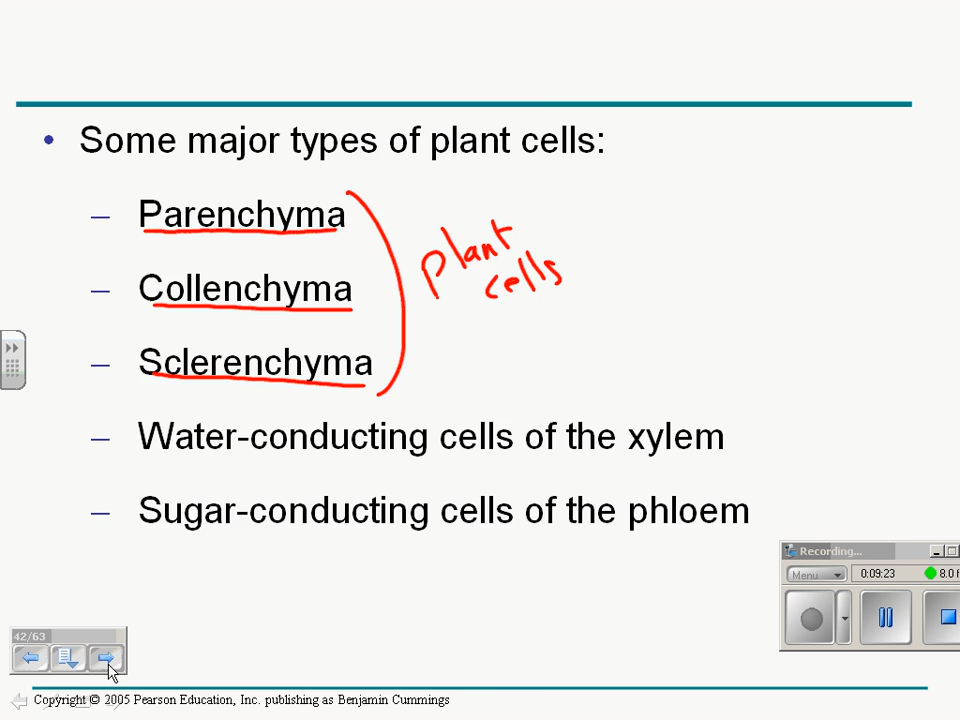 • Some major types of plant cells:
– Parenchyma
– Collenchyma
– Sclerenchyma
plant
cells
– Water-conducting cells of the xylem
– Sugar-conducting cells of the phloem
Recording...
Menu 0:09:23 8.0 f
42/63
Copyright © 2005 Pearson Education, Inc. publishing as Benjamin Cummings